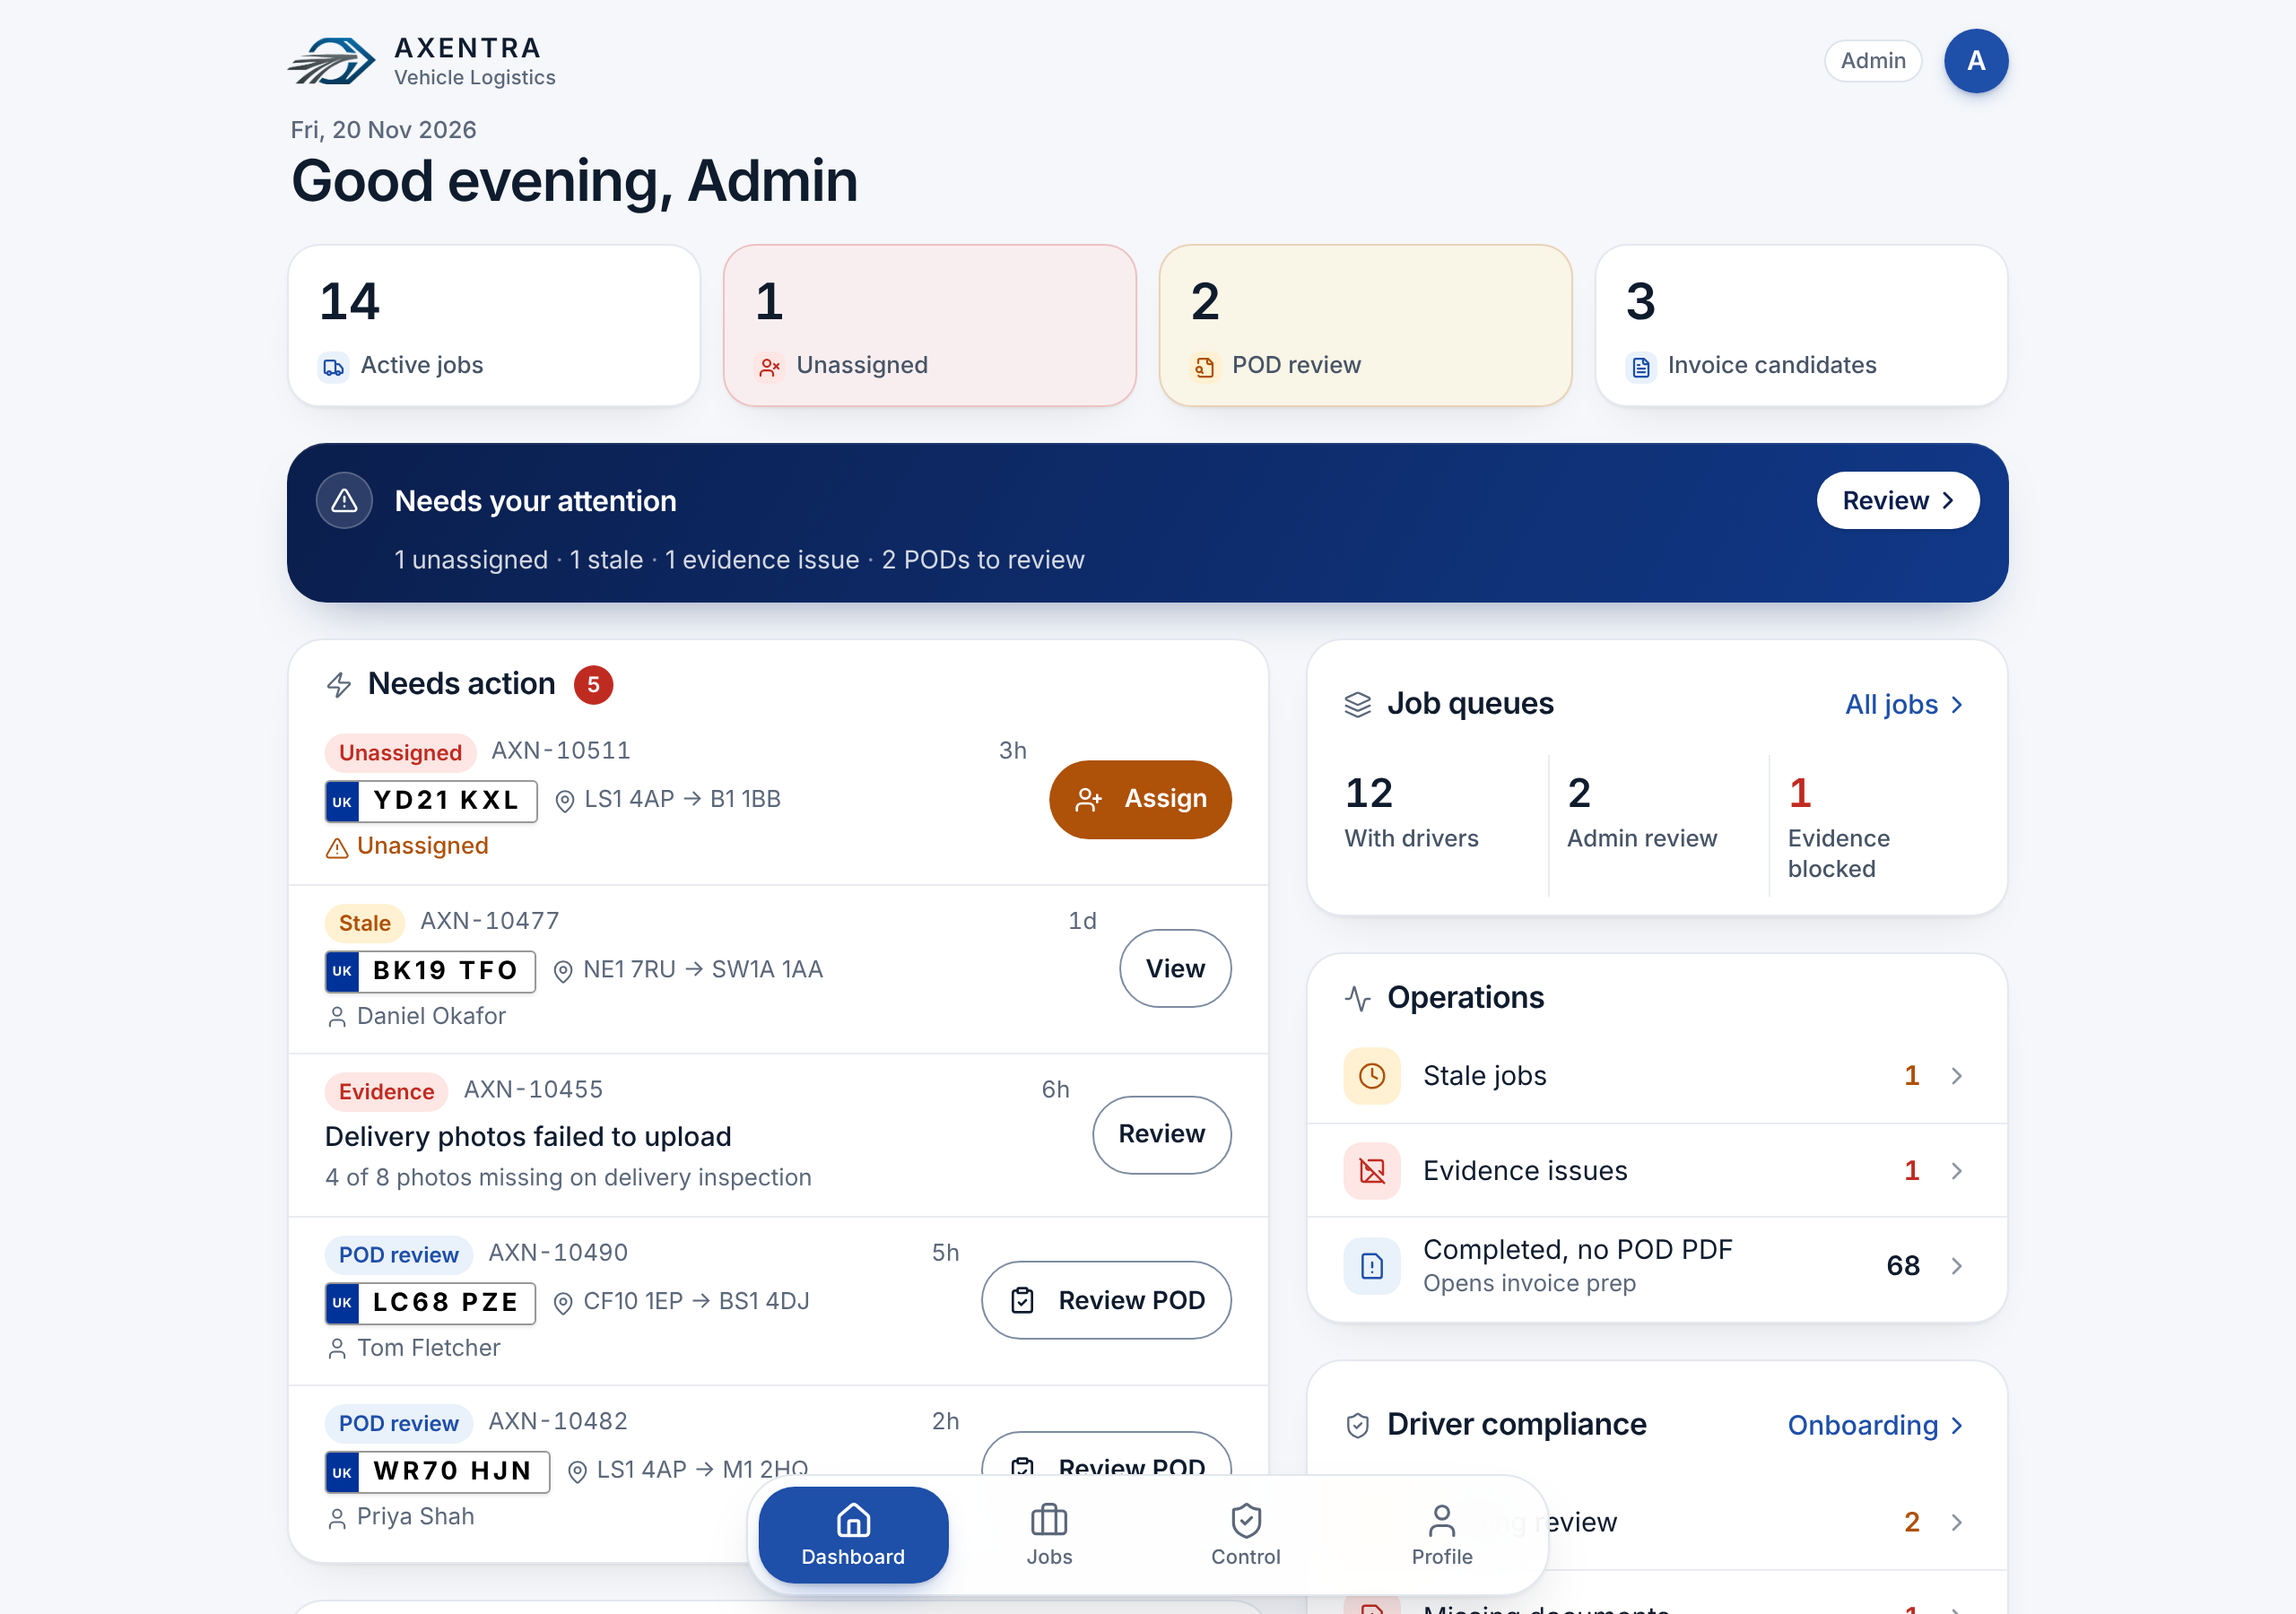 AXENTRA
Vehicle Logistics
Admin
A
Fri, 20 Nov 2026
Good evening, Admin
14
Active jobs
1
Unassigned
2
POD review
3
Invoice candidates
Needs your attention
Review
1 unassigned · 1 stale · 1 evidence issue · 2 PODs to review
Needs action 5
Unassigned AXN-10511 3h
UK YD21 KXL LS1 4AP → B1 1BB
Assign
Unassigned
Stale AXN-10477 1d
UK BK19 TFO NE1 7RU → SW1A 1AA
View
Daniel Okafor
Evidence AXN-10455 6h
Delivery photos failed to upload
Review
4 of 8 photos missing on delivery inspection
POD review AXN-10490 5h
UK LC68 PZE CF10 1EP → BS1 4DJ
Review POD
Tom Fletcher
POD review AXN-10482 2h
UK WR70 HJN LS1 4AP → M1 2HQ
Review POD
Priya Shah
Job queues
All jobs
12
With drivers
2
Admin review
1
Evidence
blocked
Operations
Stale jobs 1
Evidence issues 1
Completed, no POD PDF
Opens invoice prep
68
Driver compliance
Onboarding
review 2
Missing documents 1
Dashboard
Jobs
Control
Profile